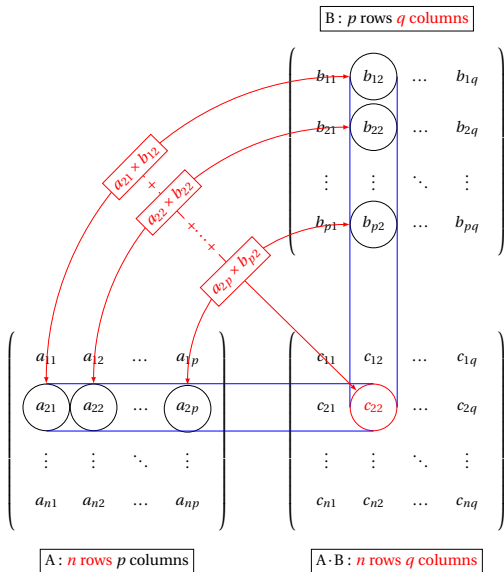 B : p rows q columns
b₁₁ b₁₂ … b₁q
b₂₁ b₂₂ … b₂q
⋮ ⋮ ⋱ ⋮
bp₁ bp₂ … bpq
a₂₁ × b₁₂
+
a₂₂ × b₂₂
+ ⋯ +
a₂p × bp₂
a₁₁ a₁₂ … a₁p
a₂₁ a₂₂ … a₂p
⋮ ⋮ ⋱ ⋮
an₁ an₂ … anp
c₁₁ c₁₂ … c₁q
c₂₁ c₂₂ … c₂q
⋮ ⋮ ⋱ ⋮
cn₁ cn₂ … cnq
A : n rows p columns
A · B : n rows q columns